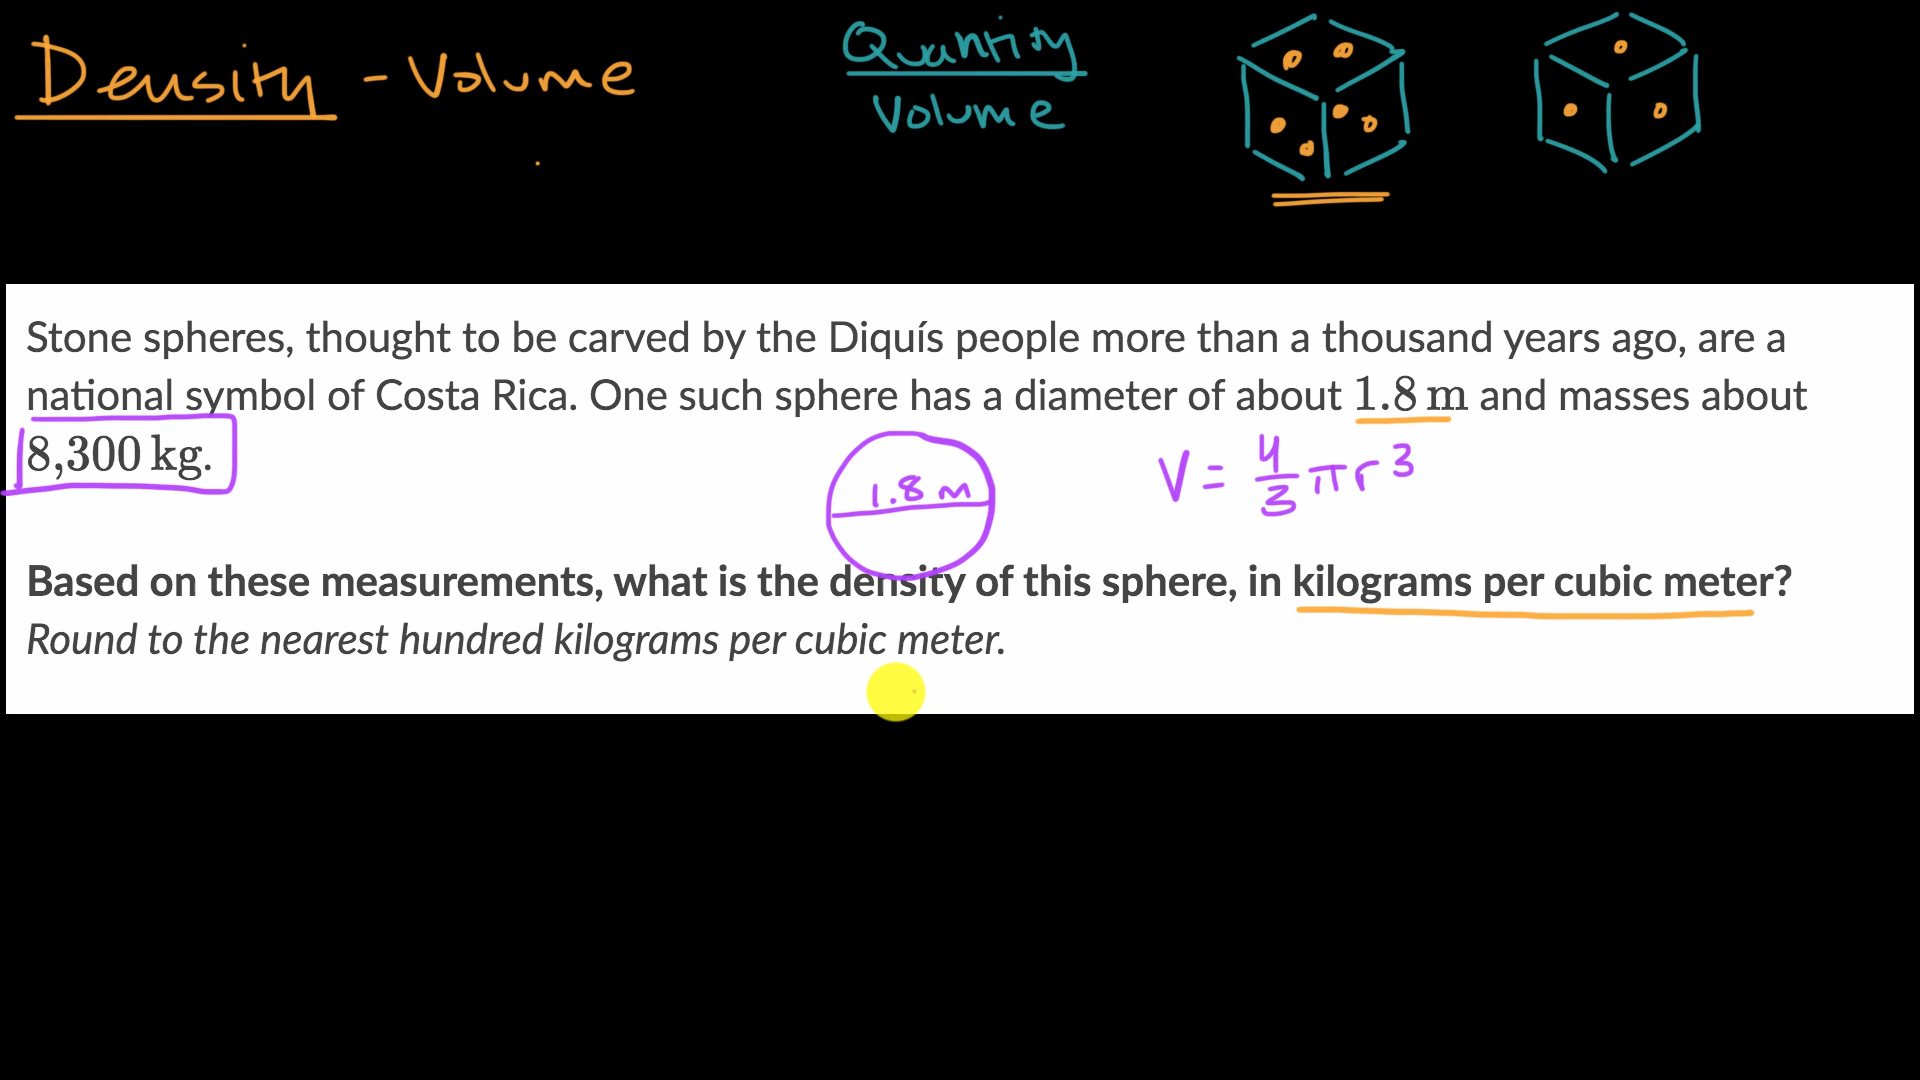 Density - Volume
Quantity
Volume
Stone spheres, thought to be carved by the Diquís people more than a thousand years ago, are a
national symbol of Costa Rica. One such sphere has a diameter of about 1.8 m and masses about
8,300 kg.
1.8 m
V = 4/3 πr³
Based on these measurements, what is the density of this sphere, in kilograms per cubic meter?
Round to the nearest hundred kilograms per cubic meter.